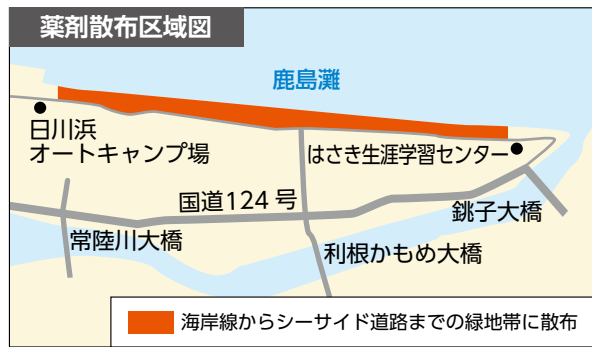 薬剤散布区域図
鹿島灘
日川浜
オートキャンプ場
はさき生涯学習センター
国道124号
銚子大橋
常陸川大橋
利根かもめ大橋
海岸線からシーサイド道路までの緑地帯に散布